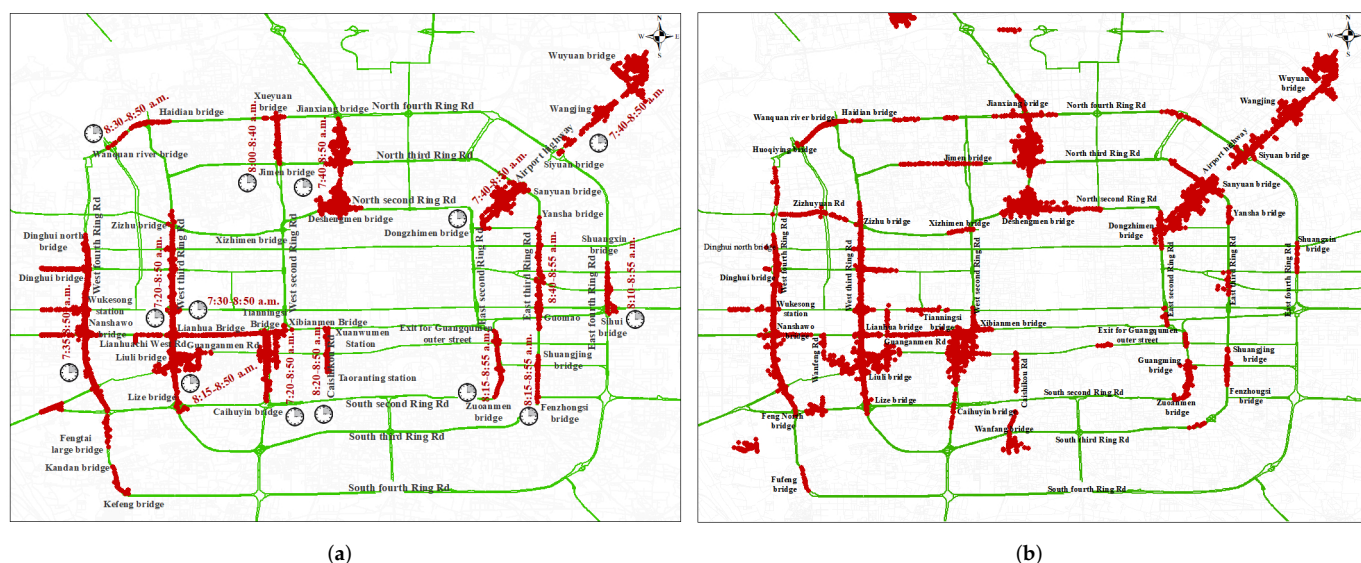 N
W E
S
Wuyuan bridge
Xueyuan
bridge
Jianxiang bridge
North fourth Ring Rd
Wangjing
Haidian bridge
8:30-8:50 a.m.
8:00-8:40 a.m.
7:40-8:50 a.m.
7:40-8:50 a.m.
Wanquan river bridge
North third Ring Rd
Airport highway
Siyuan bridge
Jimen bridge
7:40-8:50 a.m.
Sanyuan bridge
North second Ring Rd
Deshengmen bridge
Yansha bridge
Zizhu bridge
Xizhimen bridge
Dongzhimen
bridge
Dinghui north
bridge
West fourth Ring Rd
West third Ring Rd
West second Ring Rd
East second Ring Rd
East third Ring Rd
East fourth Ring Rd
Shuangxin
bridge
Dinghui bridge
7:20-8:50 a.m.
8:40-8:55 a.m.
8:10-8:55 a.m.
Wukesong
station
7:30-8:50 a.m.
Tianningsi
Bridge
Guomao
Sihui
bridge
Nanshawo
bridge
Lianhua Bridge
Xibianmen Bridge
Xuanwumen
Station
Exit for Guangqumen
outer street
7:35-8:50 a.m.
Lianhuachi West Rd
Guanganmen Rd
Liuli bridge
8:15-8:50 a.m.
7:20-8:50 a.m.
8:20-8:50 a.m.
Caishikou Rd
Taoranting station
8:15-8:55 a.m.
8:15-8:55 a.m.
Shuangjing
bridge
Lize bridge
Caihuyin bridge
South second Ring Rd
Zuoanmen
bridge
Fenzhongsi
bridge
South third Ring Rd
Fengtai
large bridge
Kandan bridge
Kefeng bridge
South fourth Ring Rd
(a)
N
W E
S
Wuyuan
bridge
Wangjing
Jianxiang bridge
North fourth Ring Rd
Haidian bridge
Wanquan river bridge
Huoqiying bridge
Jimen bridge
North third Ring Rd
Airport highway
Siyuan bridge
Sanyuan bridge
Zizhuyuan Rd
Zizhu bridge
Xizhimen bridge
Deshengmen bridge
North second Ring Rd
Dongzhimen
bridge
Yansha bridge
Dinghui north bridge
Dinghui bridge
West fourth Ring Rd
West third Ring Rd
West second Ring Rd
East second Ring Rd
East third Ring Rd
East fourth Ring Rd
Shuangxin
bridge
Wukesong
station
Nanshawo
bridge
Lianhua bridge
Tianningsi
bridge
Xibianmen bridge
Guanganmen Rd
Exit for Guangqumen
outer street
Wanfeng Rd
Liuli bridge
Caishikou Rd
Guangming
bridge
Shuangjing
bridge
Lize bridge
South second Ring Rd
Zuoanmen
bridge
Fenzhongsi
bridge
Feng North
bridge
Caihuyin bridge
Wanfang bridge
South third Ring Rd
Fufeng
bridge
South fourth Ring Rd
(b)